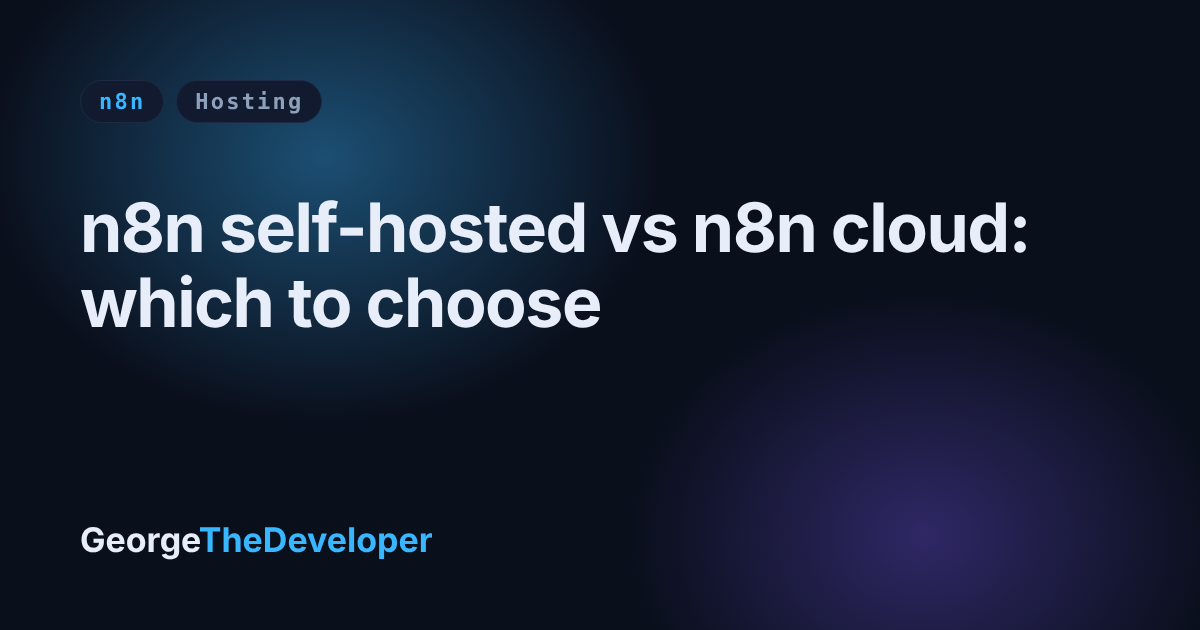 n8n Hosting
n8n self-hosted vs n8n cloud:
which to choose
GeorgeTheDeveloper